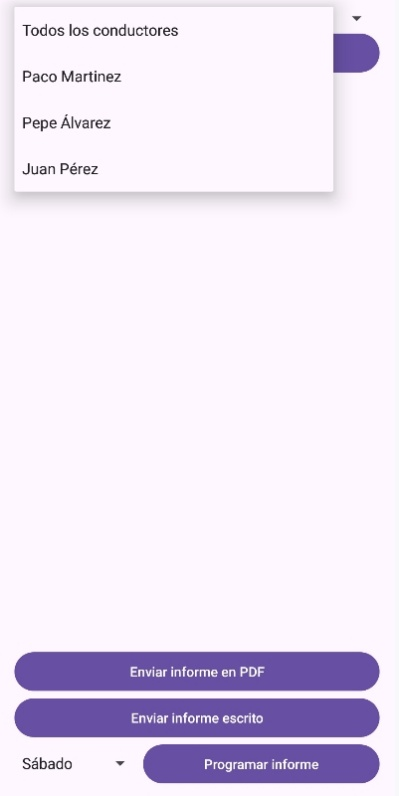 Todos los conductores
Paco Martinez
Pepe Álvarez
Juan Pérez
Enviar informe en PDF
Enviar informe escrito
Sábado
Programar informe